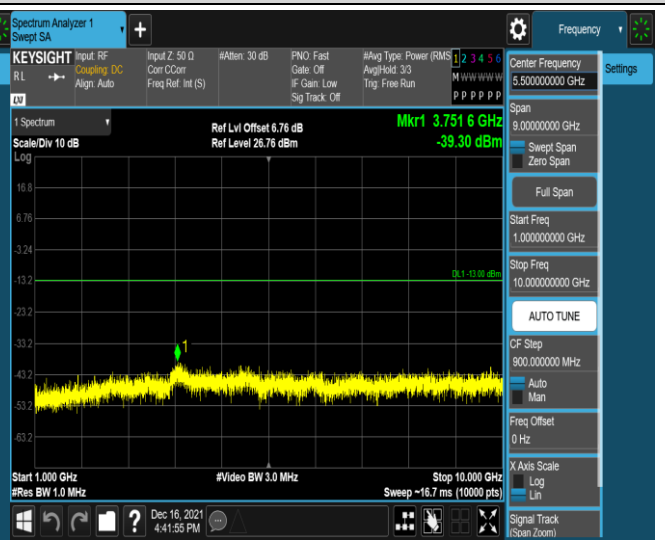 Spectrum Analyzer 1
Swept SA
Frequency
KEYSIGHT
RL
LXI
Input: RF
Coupling: DC
Align: Auto
Input Z: 50 Ω
Corr CCorr
Freq Ref: Int (S)
#Atten: 30 dB
PNO: Fast
Gate: Off
IF Gain: Low
Sig Track: Off
#Avg Type: Power (RMS
Avg|Hold: 3/3
Trig: Free Run
1 2 3 4 5 6
M W W W W W
P P P P P P
1 Spectrum
Scale/Div 10 dB
Log
Ref Lvl Offset 6.76 dB
Ref Level 26.76 dBm
Mkr1 3.751 6 GHz
-39.30 dBm
16.8
6.76
-3.24
-13.2
-23.2
-33.2
-43.2
-53.2
-63.2
DL1 -13.00 dBm
1
Start 1.000 GHz
#Res BW 1.0 MHz
#Video BW 3.0 MHz
Stop 10.000 GHz
Sweep ~16.7 ms (10000 pts)
?
Dec 16, 2021
4:41:55 PM
Center Frequency
5.500000000 GHz
Span
9.00000000 GHz
Swept Span
Zero Span
Full Span
Start Freq
1.000000000 GHz
Stop Freq
10.000000000 GHz
AUTO TUNE
CF Step
900.000000 MHz
Auto
Man
Freq Offset
0 Hz
X Axis Scale
Log
Lin
Signal Track
(Span Zoom)
Settings